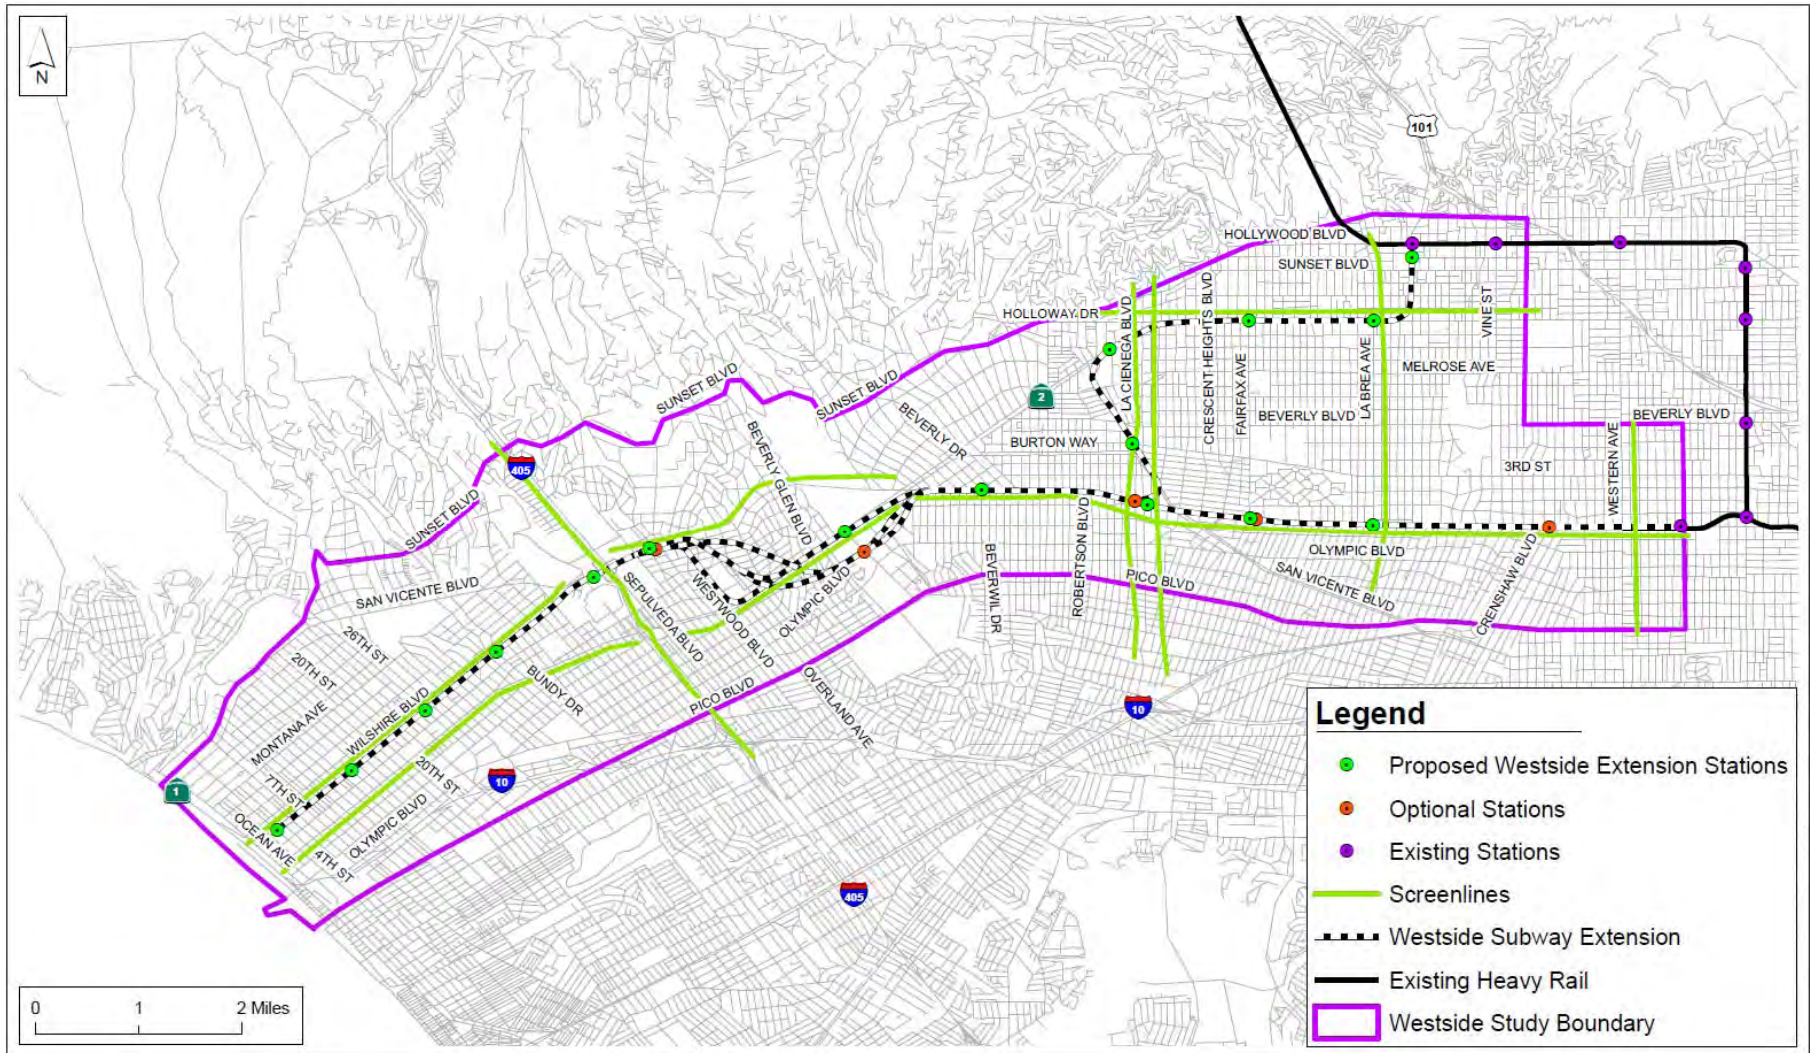 N
101
HOLLYWOOD BLVD
SUNSET BLVD
HOLLOWAY DR
LA CIENEGA BLVD
CRESCENT HEIGHTS BLVD
FAIRFAX AVE
LA BREA AVE
VINE ST
MELROSE AVE
SUNSET BLVD
SUNSET BLVD
2
BEVERLY DR
BEVERLY BLVD
BEVERLY BLVD
BURTON WAY
BEVERLY GLEN BLVD
3RD ST
WESTERN AVE
405
SUNSET BLVD
ROBERTSON BLVD
OLYMPIC BLVD
CRENSHAW BLVD
SAN VICENTE BLVD
PICO BLVD
BEVERWIL DR
SAN VICENTE BLVD
SEPULVEDA BLVD
WESTWOOD BLVD
OLYMPIC BLVD
26TH ST
20TH ST
BUNDY DR
OVERLAND AVE
PICO BLVD
MONTANA AVE
WILSHIRE BLVD
10
10
1
7TH ST
20TH ST
OCEAN AVE
4TH ST
OLYMPIC BLVD
405
Legend
Proposed Westside Extension Stations
Optional Stations
Existing Stations
Screenlines
Westside Subway Extension
Existing Heavy Rail
Westside Study Boundary
0 1 2 Miles